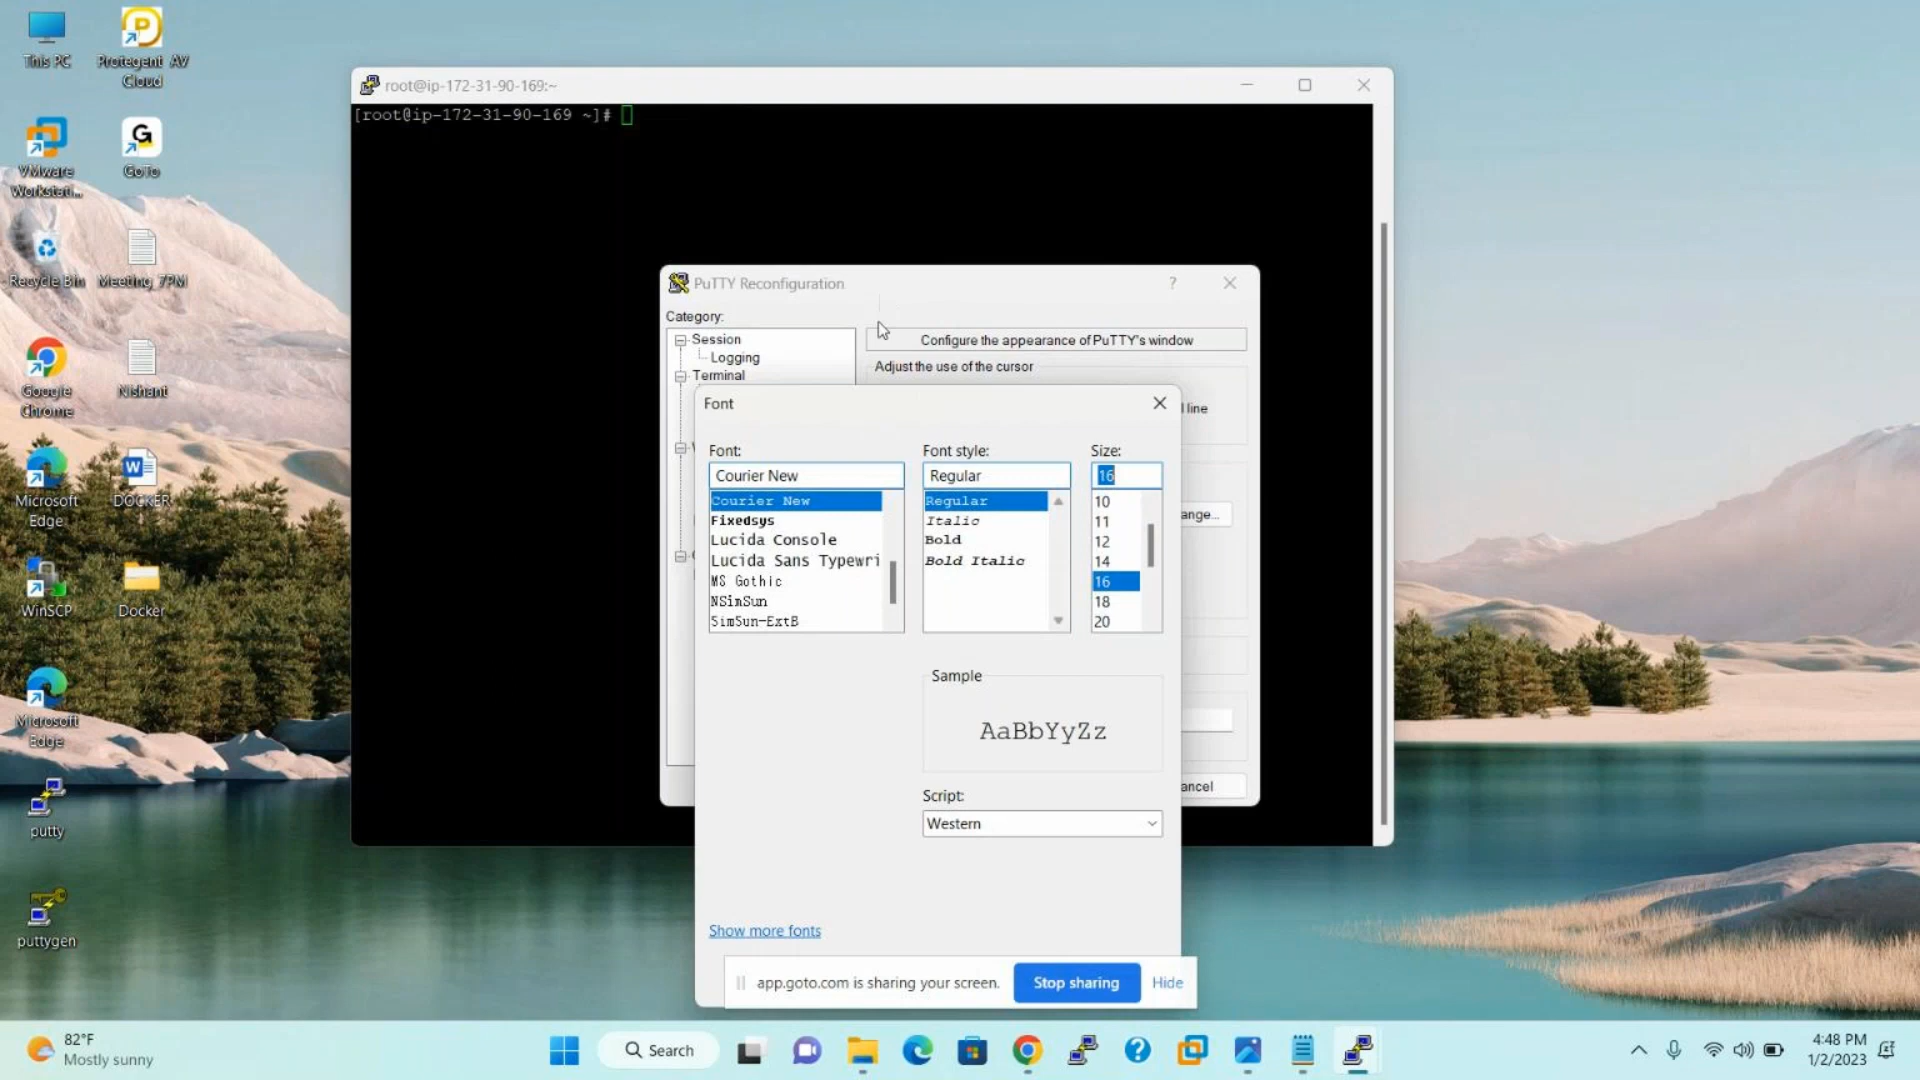 This PC
Protegent AV
Cloud
VMware
Workstati...
GoTo
Recycle Bin
Meeting_7PM
Google
Chrome
Nishant
Microsoft
Edge
W
DOCKER
WinSCP
Docker
Microsoft
Edge
putty
puttygen
root@ip-172-31-90-169:~
[root@ip-172-31-90-169 ~]#
PuTTY Reconfiguration
?
Category:
Session
Logging
Terminal
Configure the appearance of PuTTY's window
Adjust the use of the cursor
l line
ange...
ancel
Font
Font:
Font style:
Size:
Courier New
Regular
16
Courier New
Fixedsys
Lucida Console
Lucida Sans Typewri
MS Gothic
NSimSun
SimSun-ExtB
Regular
Italic
Bold
Bold Italic
10
11
12
14
16
18
20
Sample
AaBbYyZz
Script:
Western
Show more fonts
app.goto.com is sharing your screen.
Stop sharing
Hide
82°F
Mostly sunny
Search
4:48 PM
1/2/2023